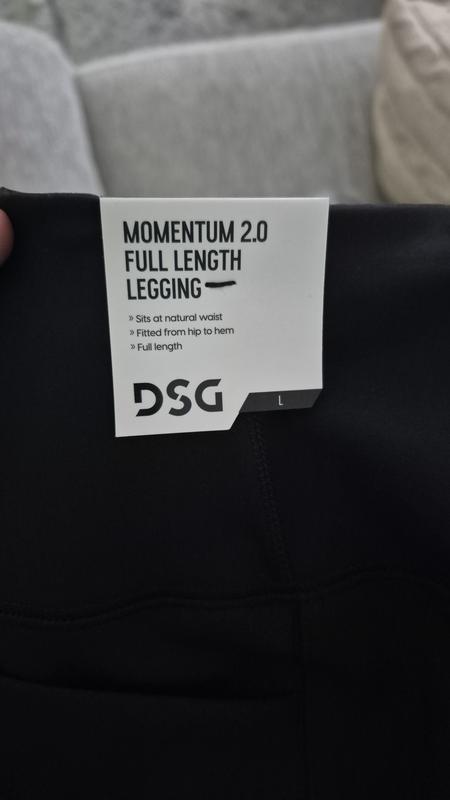 MOMENTUM 2.0
FULL LENGTH
LEGGING
» Sits at natural waist
» Fitted from hip to hem
» Full length
DSG
L